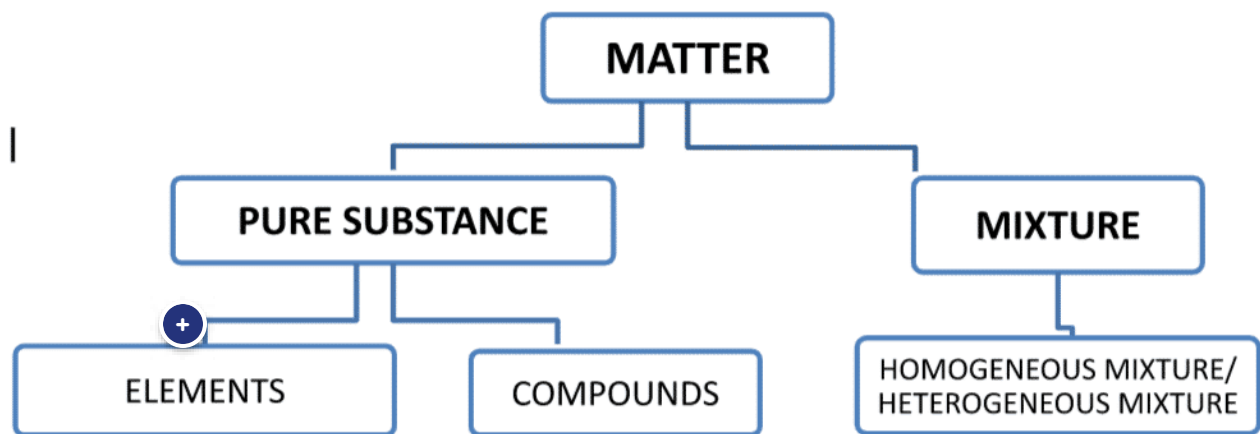 MATTER
PURE SUBSTANCE
MIXTURE
ELEMENTS
COMPOUNDS
HOMOGENEOUS MIXTURE/
HETEROGENEOUS MIXTURE